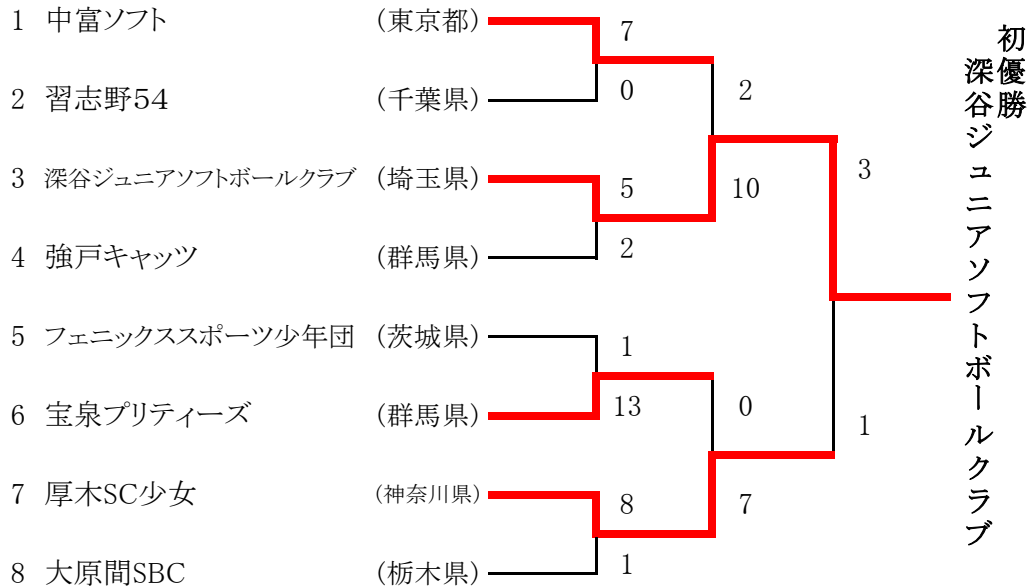 1 中富ソフト (東京都)
7
2 習志野54 (千葉県)
0
2
3 深谷ジュニアソフトボールクラブ (埼玉県)
5
10
3
4 強戸キャッツ (群馬県)
2
5 フェニックススポーツ少年団 (茨城県)
1
6 宝泉プリティーズ (群馬県)
13
0
1
7 厚木SC少女 (神奈川県)
8
7
8 大原間SBC (栃木県)
1
初優勝
深谷ジュニアソフトボールクラブ